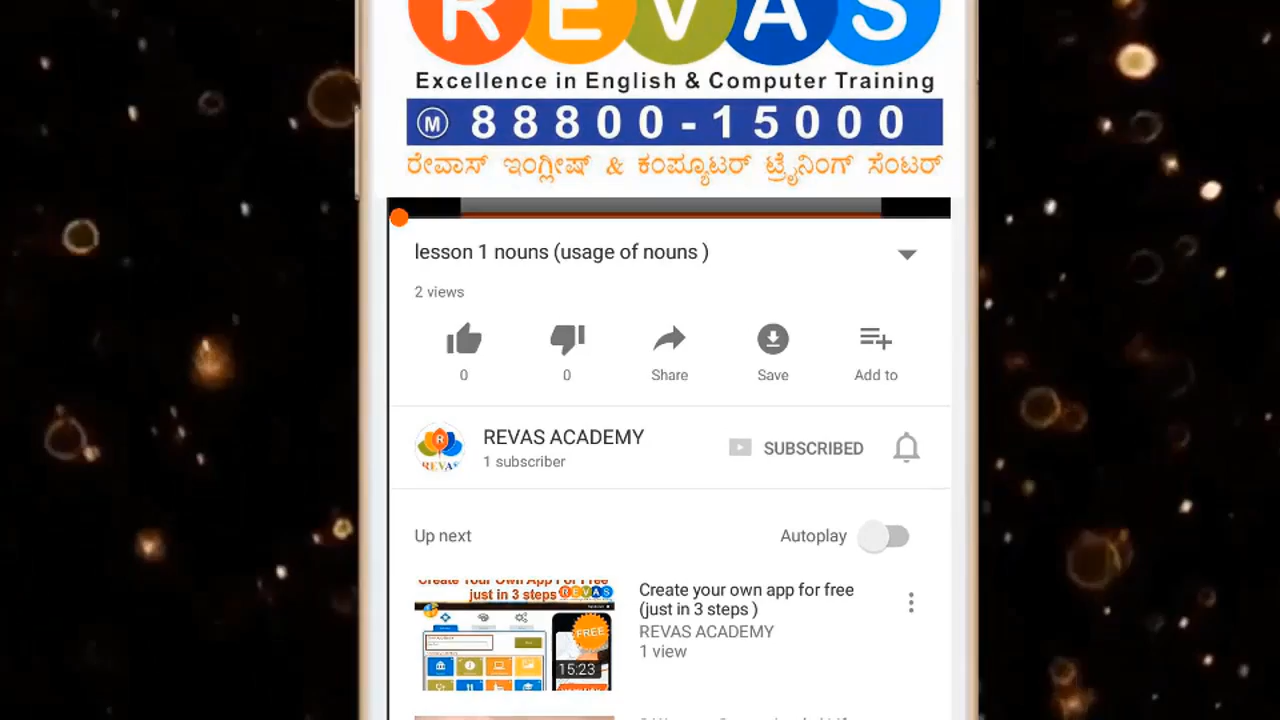 REVAS
Excellence in English & Computer Training
M 88800-15000
ರೇವಾಸ್ ಇಂಗ್ಲೀಷ್ & ಕಂಪ್ಯೂಟರ್ ಟ್ರೈನಿಂಗ್ ಸೆಂಟರ್
lesson 1 nouns (usage of nouns )
2 views
0
0
Share
Save
Add to
R
REVAS
REVAS ACADEMY
1 subscriber
SUBSCRIBED
Up next
Autoplay
Create Your Own App For Free
just in 3 steps
REVAS
FREE
15:23
Create your own app for free
(just in 3 steps )
REVAS ACADEMY
1 view